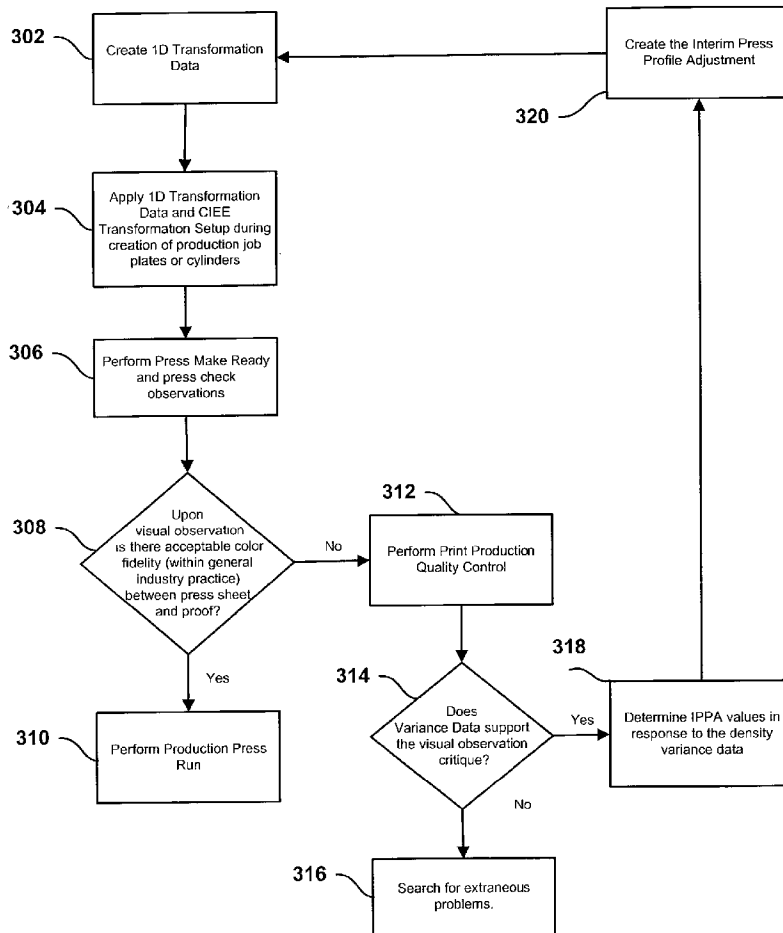 302
Create 1D Transformation
Data
Create the Interim Press
Profile Adjustment
320
304
Apply 1D Transformation
Data and CIEE
Transformation Setup during
creation of production job
plates or cylinders
306
Perform Press Make Ready
and press check
observations
308
Upon
visual observation
is there acceptable color
fidelity (within general
industry practice)
between press sheet
and proof?
No
Yes
310
Perform Production Press
Run
312
Perform Print Production
Quality Control
314
Does
Variance Data support
the visual observation
critique?
Yes
No
318
Determine IPPA values in
response to the density
variance data
316
Search for extraneous
problems.